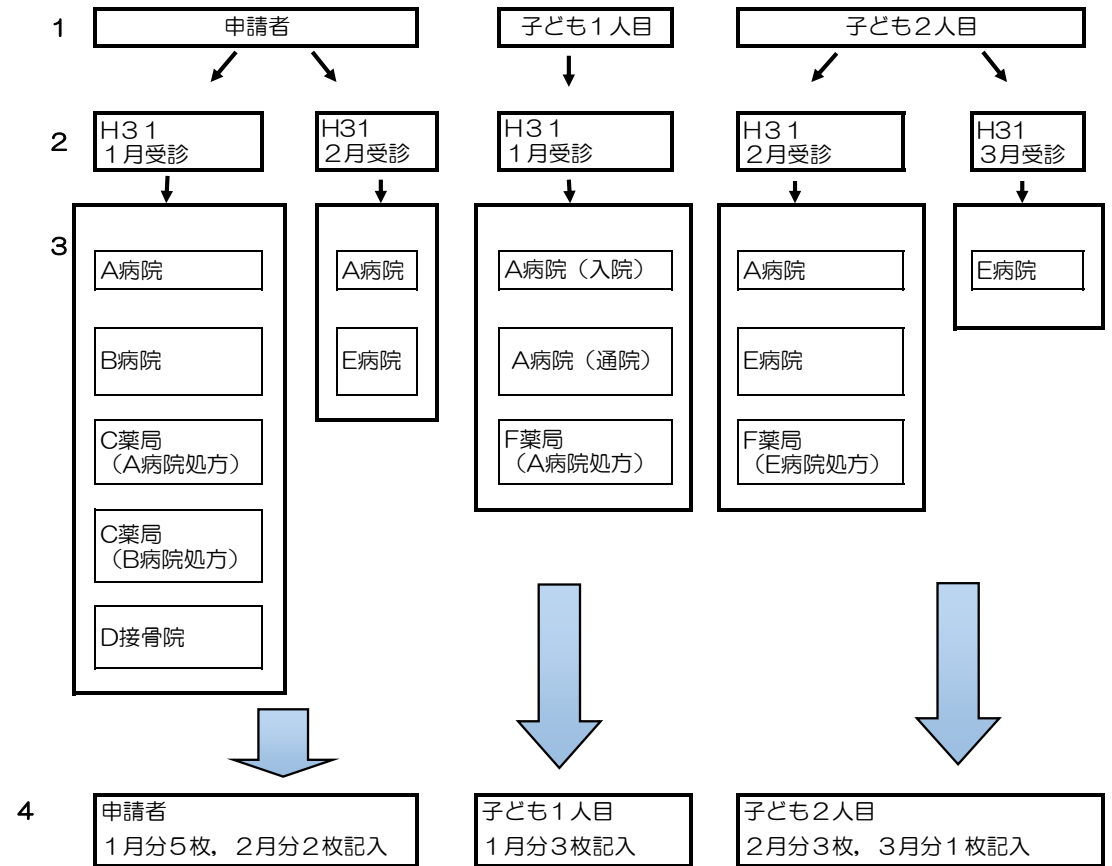 1
申請者
子ども1人目
子ども2人目
2
H31
1月受診
H31
2月受診
H31
1月受診
H31
2月受診
H31
3月受診
3
A病院
B病院
C薬局
（A病院処方）
C薬局
（B病院処方）
D接骨院
A病院
E病院
A病院（入院）
A病院（通院）
F薬局
（A病院処方）
A病院
E病院
F薬局
（E病院処方）
E病院
4
申請者
1月分5枚，2月分2枚記入
子ども1人目
1月分3枚記入
子ども2人目
2月分3枚，3月分1枚記入